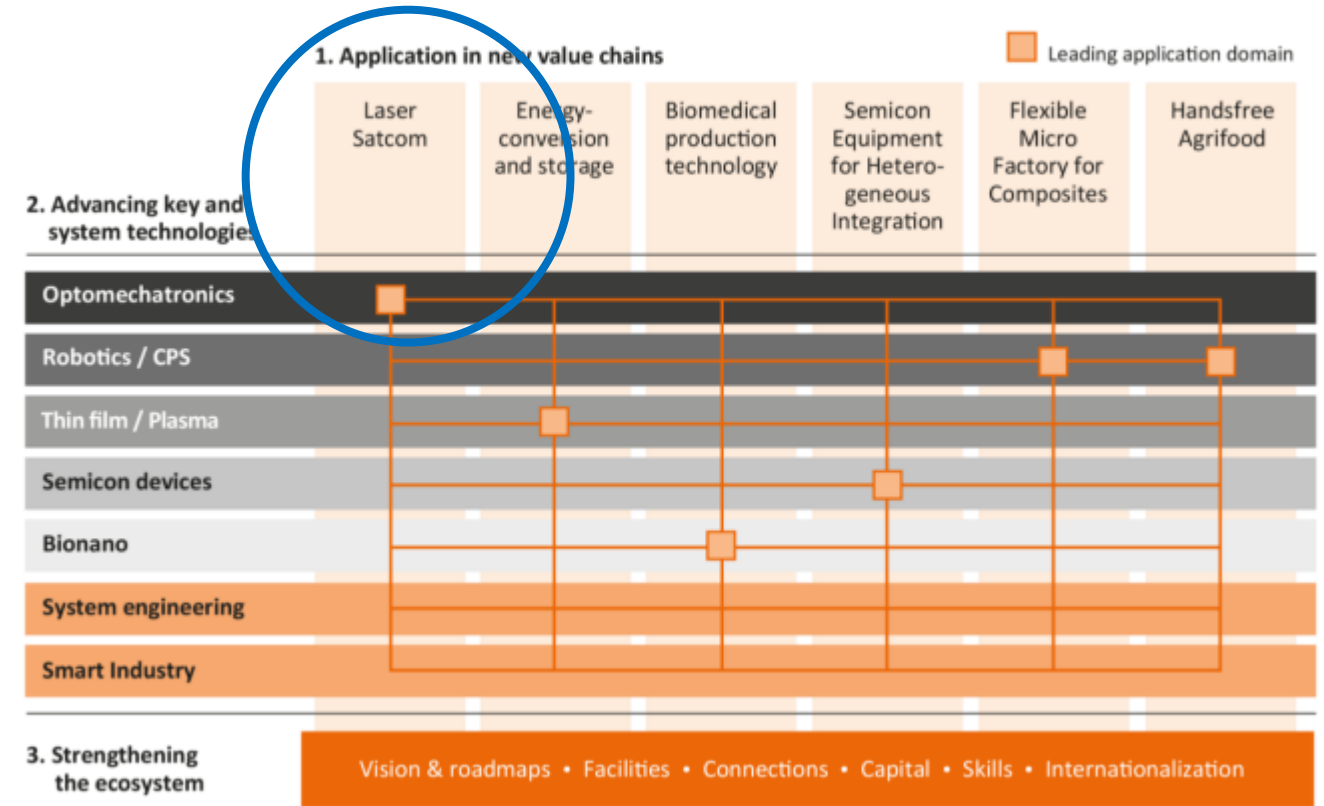 1. Application in new value chains
Leading application domain
Laser
Satcom
Energy-
conversion
and storage
Biomedical
production
technology
Semicon
Equipment
for Hetero-
geneous
Integration
Flexible
Micro
Factory for
Composites
Handsfree
Agrifood
2. Advancing key and
system technologies
Optomechatronics
Robotics / CPS
Thin film / Plasma
Semicon devices
Bionano
System engineering
Smart Industry
3. Strengthening
the ecosystem
Vision & roadmaps • Facilities • Connections • Capital • Skills • Internationalization